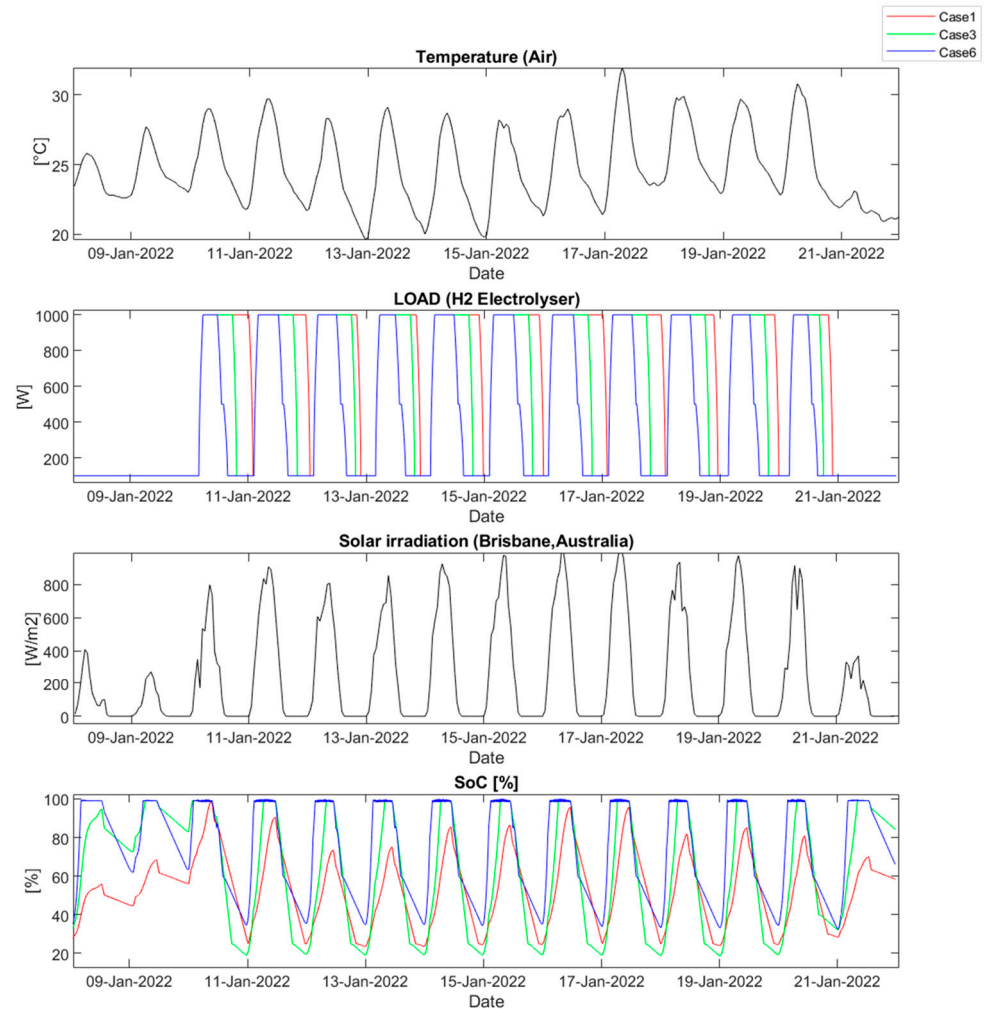 Case1
Case3
Case6
Temperature (Air)
30
25
20
[°C]
09-Jan-2022 11-Jan-2022 13-Jan-2022 15-Jan-2022 17-Jan-2022 19-Jan-2022 21-Jan-2022
Date
LOAD (H2 Electrolyser)
1000
800
600
400
200
[W]
09-Jan-2022 11-Jan-2022 13-Jan-2022 15-Jan-2022 17-Jan-2022 19-Jan-2022 21-Jan-2022
Date
Solar irradiation (Brisbane,Australia)
800
600
400
200
0
[W/m2]
09-Jan-2022 11-Jan-2022 13-Jan-2022 15-Jan-2022 17-Jan-2022 19-Jan-2022 21-Jan-2022
Date
SoC [%]
100
80
60
40
20
[%]
09-Jan-2022 11-Jan-2022 13-Jan-2022 15-Jan-2022 17-Jan-2022 19-Jan-2022 21-Jan-2022
Date